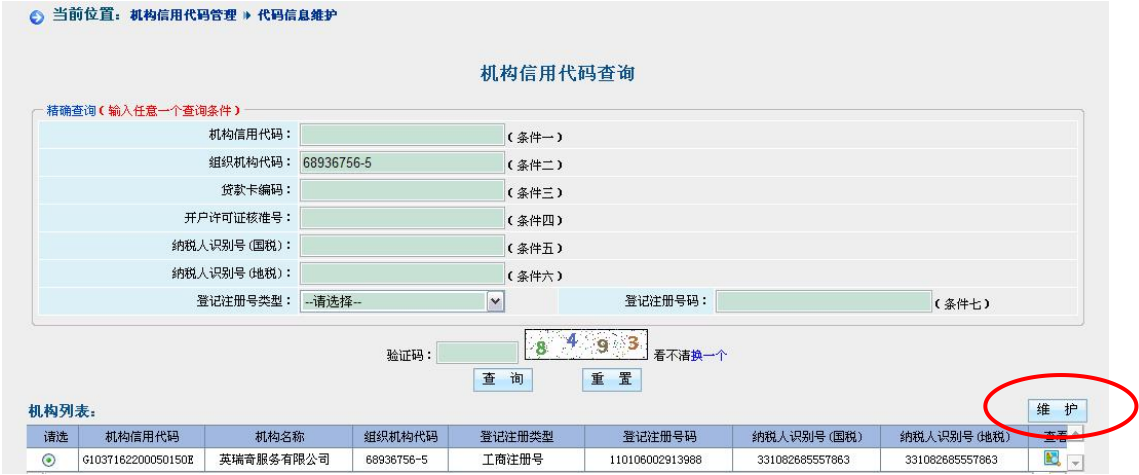 当前位置：机构信用代码管理 代码信息维护
机构信用代码查询
精确查询(输入任意一个查询条件)
机构信用代码： (条件一)
组织机构代码： 68936756-5 (条件二)
贷款卡编码： (条件三)
开户许可证核准号： (条件四)
纳税人识别号(国税)： (条件五)
纳税人识别号(地税)： (条件六)
登记注册号类型： --请选择-- 登记注册号码： (条件七)
验证码： 8 4 9 3 看不清换一个
查 询 重 置
机构列表： 维 护
请选 机构信用代码 机构名称 组织机构代码 登记注册类型 登记注册号码 纳税人识别号(国税) 纳税人识别号(地税) 查看
G1037162200050150E 英瑞奇服务有限公司 68936756-5 工商注册号 110106002913988 331082685557863 331082685557863